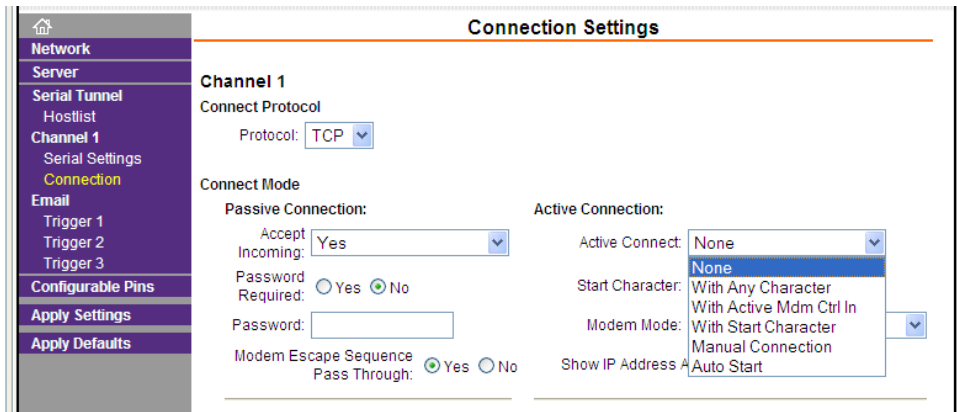 Connection Settings
Network
Server
Serial Tunnel
Hostlist
Channel 1
Serial Settings
Connection
Email
Trigger 1
Trigger 2
Trigger 3
Configurable Pins
Apply Settings
Apply Defaults
Channel 1
Connect Protocol
Protocol: TCP
Connect Mode
Passive Connection:
Accept Incoming: Yes
Password Required: Yes No
Password:
Modem Escape Sequence Pass Through: Yes No
Active Connection:
Active Connect: None
None
With Any Character
With Active Mdm Ctrl In
With Start Character
Manual Connection
Auto Start
Start Character:
Modem Mode:
Show IP Address A